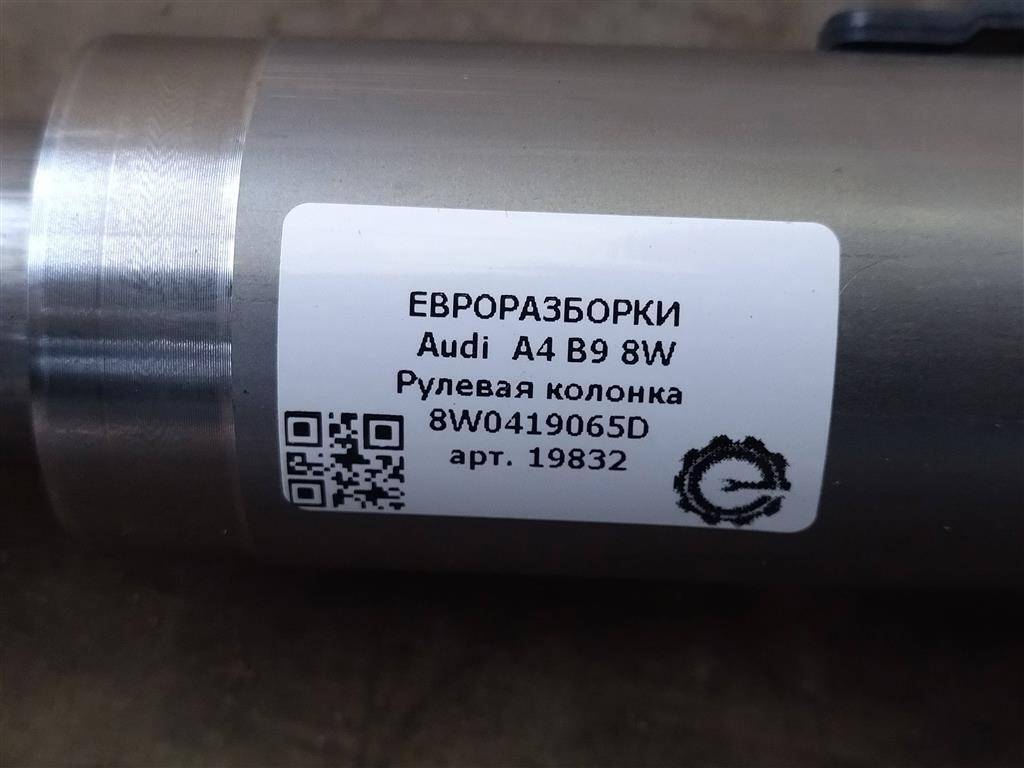 ЕВРОРАЗБОРКИ
Audi A4 B9 8W
Рулевая колонка
8W0419065D
арт. 19832